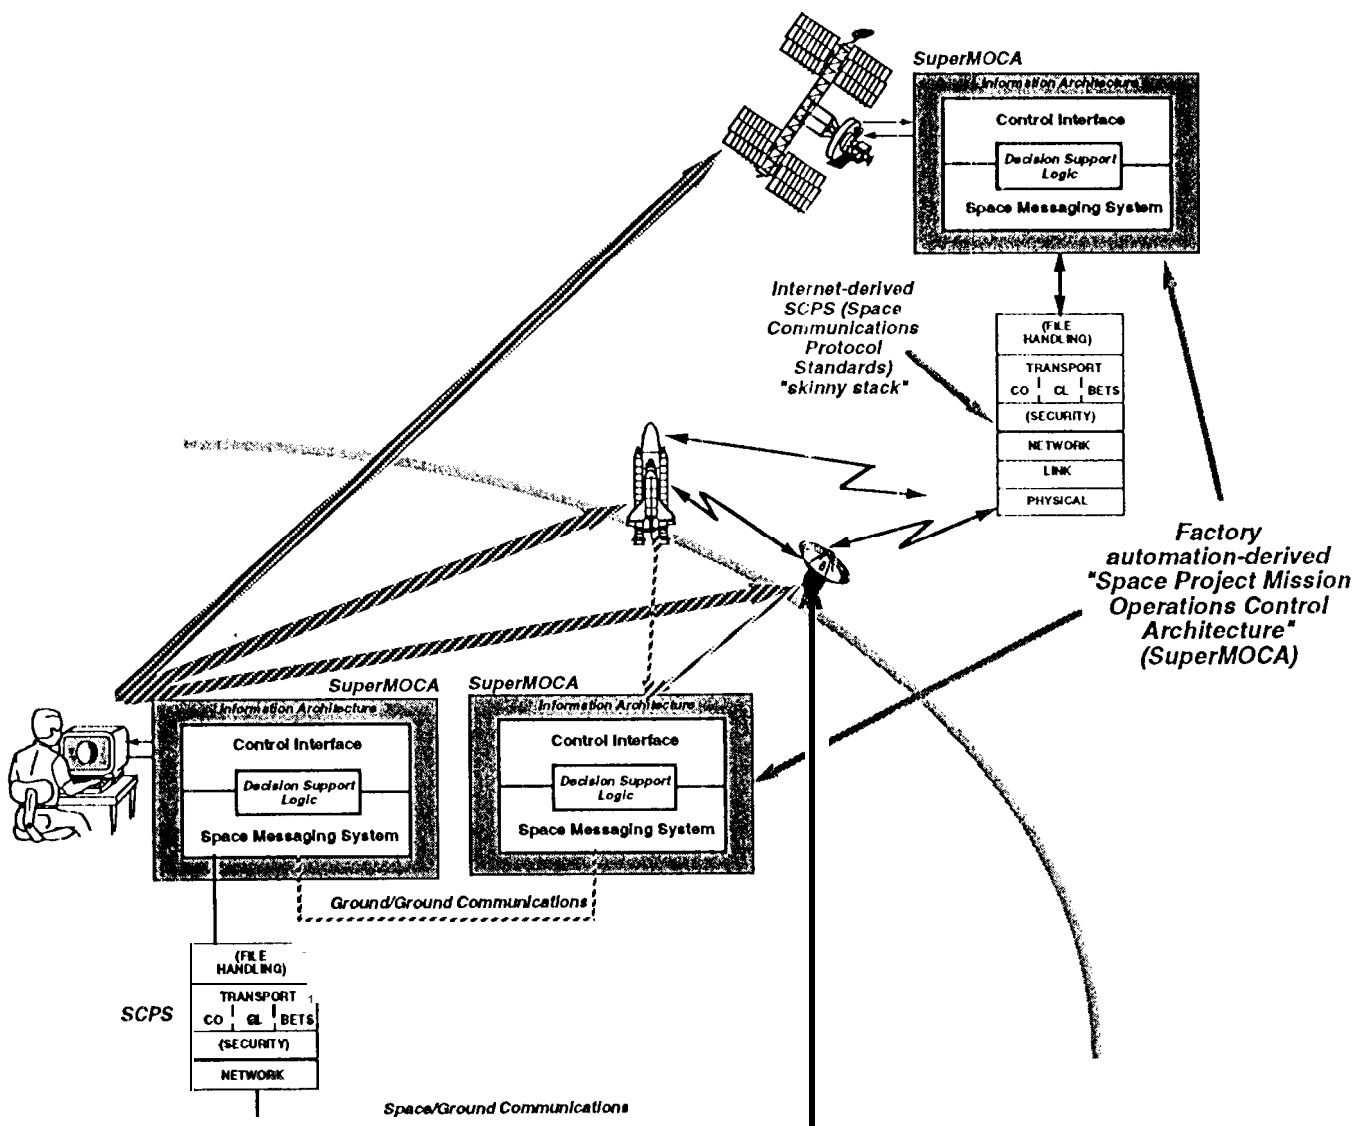 SuperMOCA
Information Architecture
Control Interface
Decision Support
Logic
Space Messaging System
Internet-derived
SCPS (Space
Communications
Protocol
Standards)
"skinny stack"
(FILE
HANDLING)
TRANSPORT
CO CL BETS
(SECURITY)
NETWORK
LINK
PHYSICAL
Factory
automation-derived
"Space Project Mission
Operations Control
Architecture"
(SuperMOCA)
SuperMOCA
Information Architecture
Control Interface
Decision Support
Logic
Space Messaging System
SuperMOCA
Information Architecture
Control Interface
Decision Support
Logic
Space Messaging System
Ground/Ground Communications
SCPS
(FILE
HANDLING)
TRANSPORT
CO CL BETS
(SECURITY)
NETWORK
Space/Ground Communications